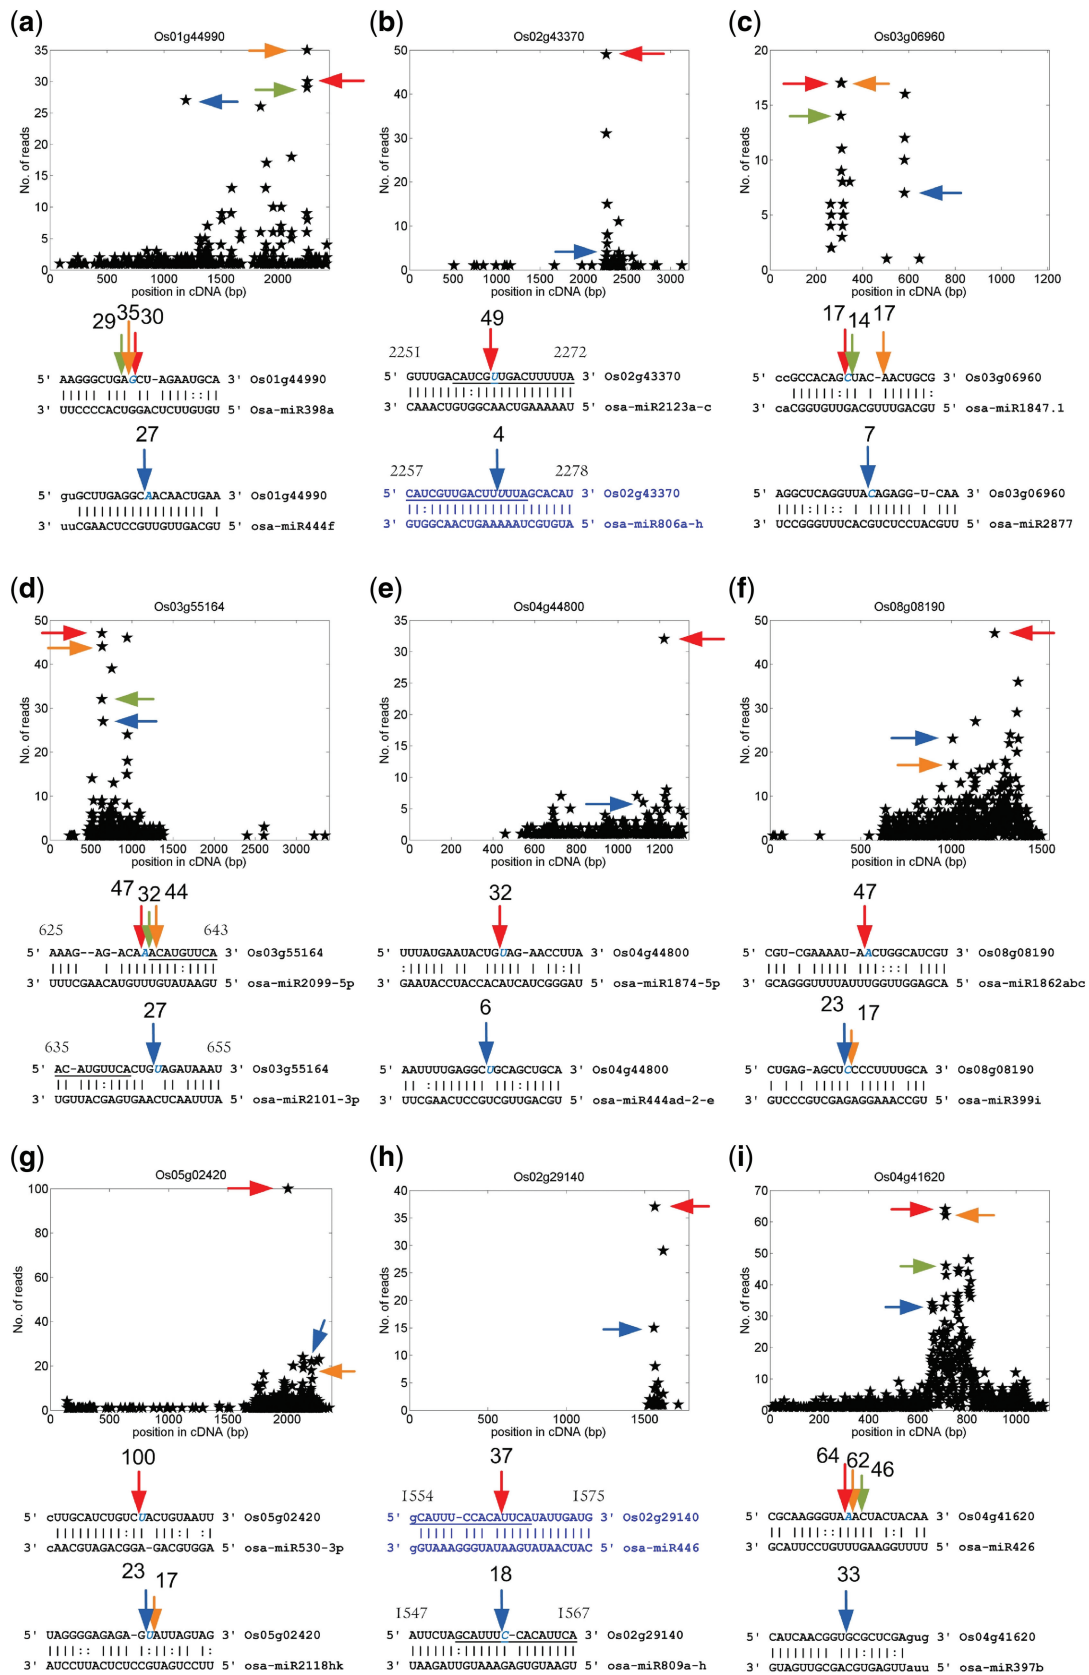 (a)
Os01g44990
No. of reads
35
30
25
20
15
10
5
0
0 500 1000 1500 2000
position in cDNA (bp)
29 35 30
5' AAGGGCTGAGCU-AGAATGCA 3' Os01g44990
3' UUCCCCACUGGACUCUUGUGU 5' osa-miR398a
27
5' guGCTTGAGGCAACAACTGAA 3' Os01g44990
3' uuCGAACUCCGUUGUUGACGU 5' osa-miR444f
(b)
Os02g43370
No. of reads
50
40
30
20
10
0
0 500 1000 1500 2000 2500 3000
position in cDNA (bp)
49
2251 2272
5' GUUUGACAUCGUUGACUUUUUA 3' Os02g43370
3' CAAACUGUGGCAACUGAAAAAU 5' osa-miR2123a-c
4
2257 2278
5' CAUCGUUGACUUUUUAGCACAU 3' Os02g43370
3' GUGGCAACUGAAAAAUCGUGUA 5' osa-miR806a-h
(c)
Os03g06960
No. of reads
20
15
10
5
0
0 200 400 600 800 1000 1200
position in cDNA (bp)
17 14 17
5' ccGCCACAGCUAC-AACUGCG 3' Os03g06960
3' caCGGUGUUGACGUUUGACGU 5' osa-miR1847.1
7
5' AGGCUCAGGUUACAGAGG-U-CAA 3' Os03g06960
3' UCCGGGUUUCACGUCUCCUACGUU 5' osa-miR2877
(d)
Os03g55164
No. of reads
50
40
30
20
10
0
0 500 1000 1500 2000 2500 3000
position in cDNA (bp)
47 32 44
625 643
5' AAAG--AG-ACAAACAUGUUCA 3' Os03g55164
3' UUUCGAACAUGUUUGUAUAAGU 5' osa-miR2099-5p
27
635 655
5' AC-AUGUUCACUGUUAGAUAAAU 3' Os03g55164
3' UGUUACGAGUGAACUCAAUUUA 5' osa-miR2101-3p
(e)
Os04g44800
No. of reads
35
30
25
20
15
10
5
0
0 200 400 600 800 1000 1200
position in cDNA (bp)
32
5' UUUAUGAAUACUGUUAG-AACCUUA 3' Os04g44800
3' GAAUACCUACCACAUCAUCGGGAU 5' osa-miR1874-5p
6
5' AAUUUUGAGGCUUGCAGCUGCA 3' Os04g44800
3' UUCGAACUCCGUCGUUGACGU 5' osa-miR444ad-2-e
(f)
Os08g08190
No. of reads
50
40
30
20
10
0
0 500 1000 1500
position in cDNA (bp)
47
5' CGU-CGAAAAU-AACUGGCAUCGU 3' Os08g08190
3' GCAGGGUUUUAUUUGGUUGGAGCA 5' osa-miR1862abc
23 17
5' CTGAG-AGCUCCCCUUUUGCA 3' Os08g08190
3' GUCCCGUCGAGAGGAAACCGU 5' osa-miR399i
(g)
Os05g02420
No. of reads
100
80
60
40
20
0
0 500 1000 1500 2000
position in cDNA (bp)
100
5' cUTGCATCTGUCUACTGUAAUU 3' Os05g02420
3' cAACGUAGACGGA-GACGUGGA 5' osa-miR530-3p
23 17
5' UAGGGGAGAGA-GUAUUAGUAG 3' Os05g02420
3' AUCCUUACUCUCCGUAGUCCUU 5' osa-miR2118hk
(h)
Os02g29140
No. of reads
40
35
30
25
20
15
10
5
0
0 500 1000 1500
position in cDNA (bp)
37
1554 1575
5' gCAUUU-CCACAUUCAUAUUGAUG 3' Os02g29140
3' gGUAAAGGGUAUAAGUAUAACUAC 5' osa-miR446
18
1547 1567
5' AUUCUAGCAUUUCC-CACAUUCA 3' Os02g29140
3' UAAGAUUGUAAAGAGUGUAAGU 5' osa-miR809a-h
(i)
Os04g41620
No. of reads
70
60
50
40
30
20
10
0
0 200 400 600 800 1000
position in cDNA (bp)
64 62 46
5' CGCAAGGGUAAACUACUACAA 3' Os04g41620
3' GCAUUCCUGUUUGAAGGUUUU 5' osa-miR426
33
5' CAUCAACGGUGCGCUCGAgug 3' Os04g41620
3' GUAGUUGCGACGUGAGUUauu 5' osa-miR397b